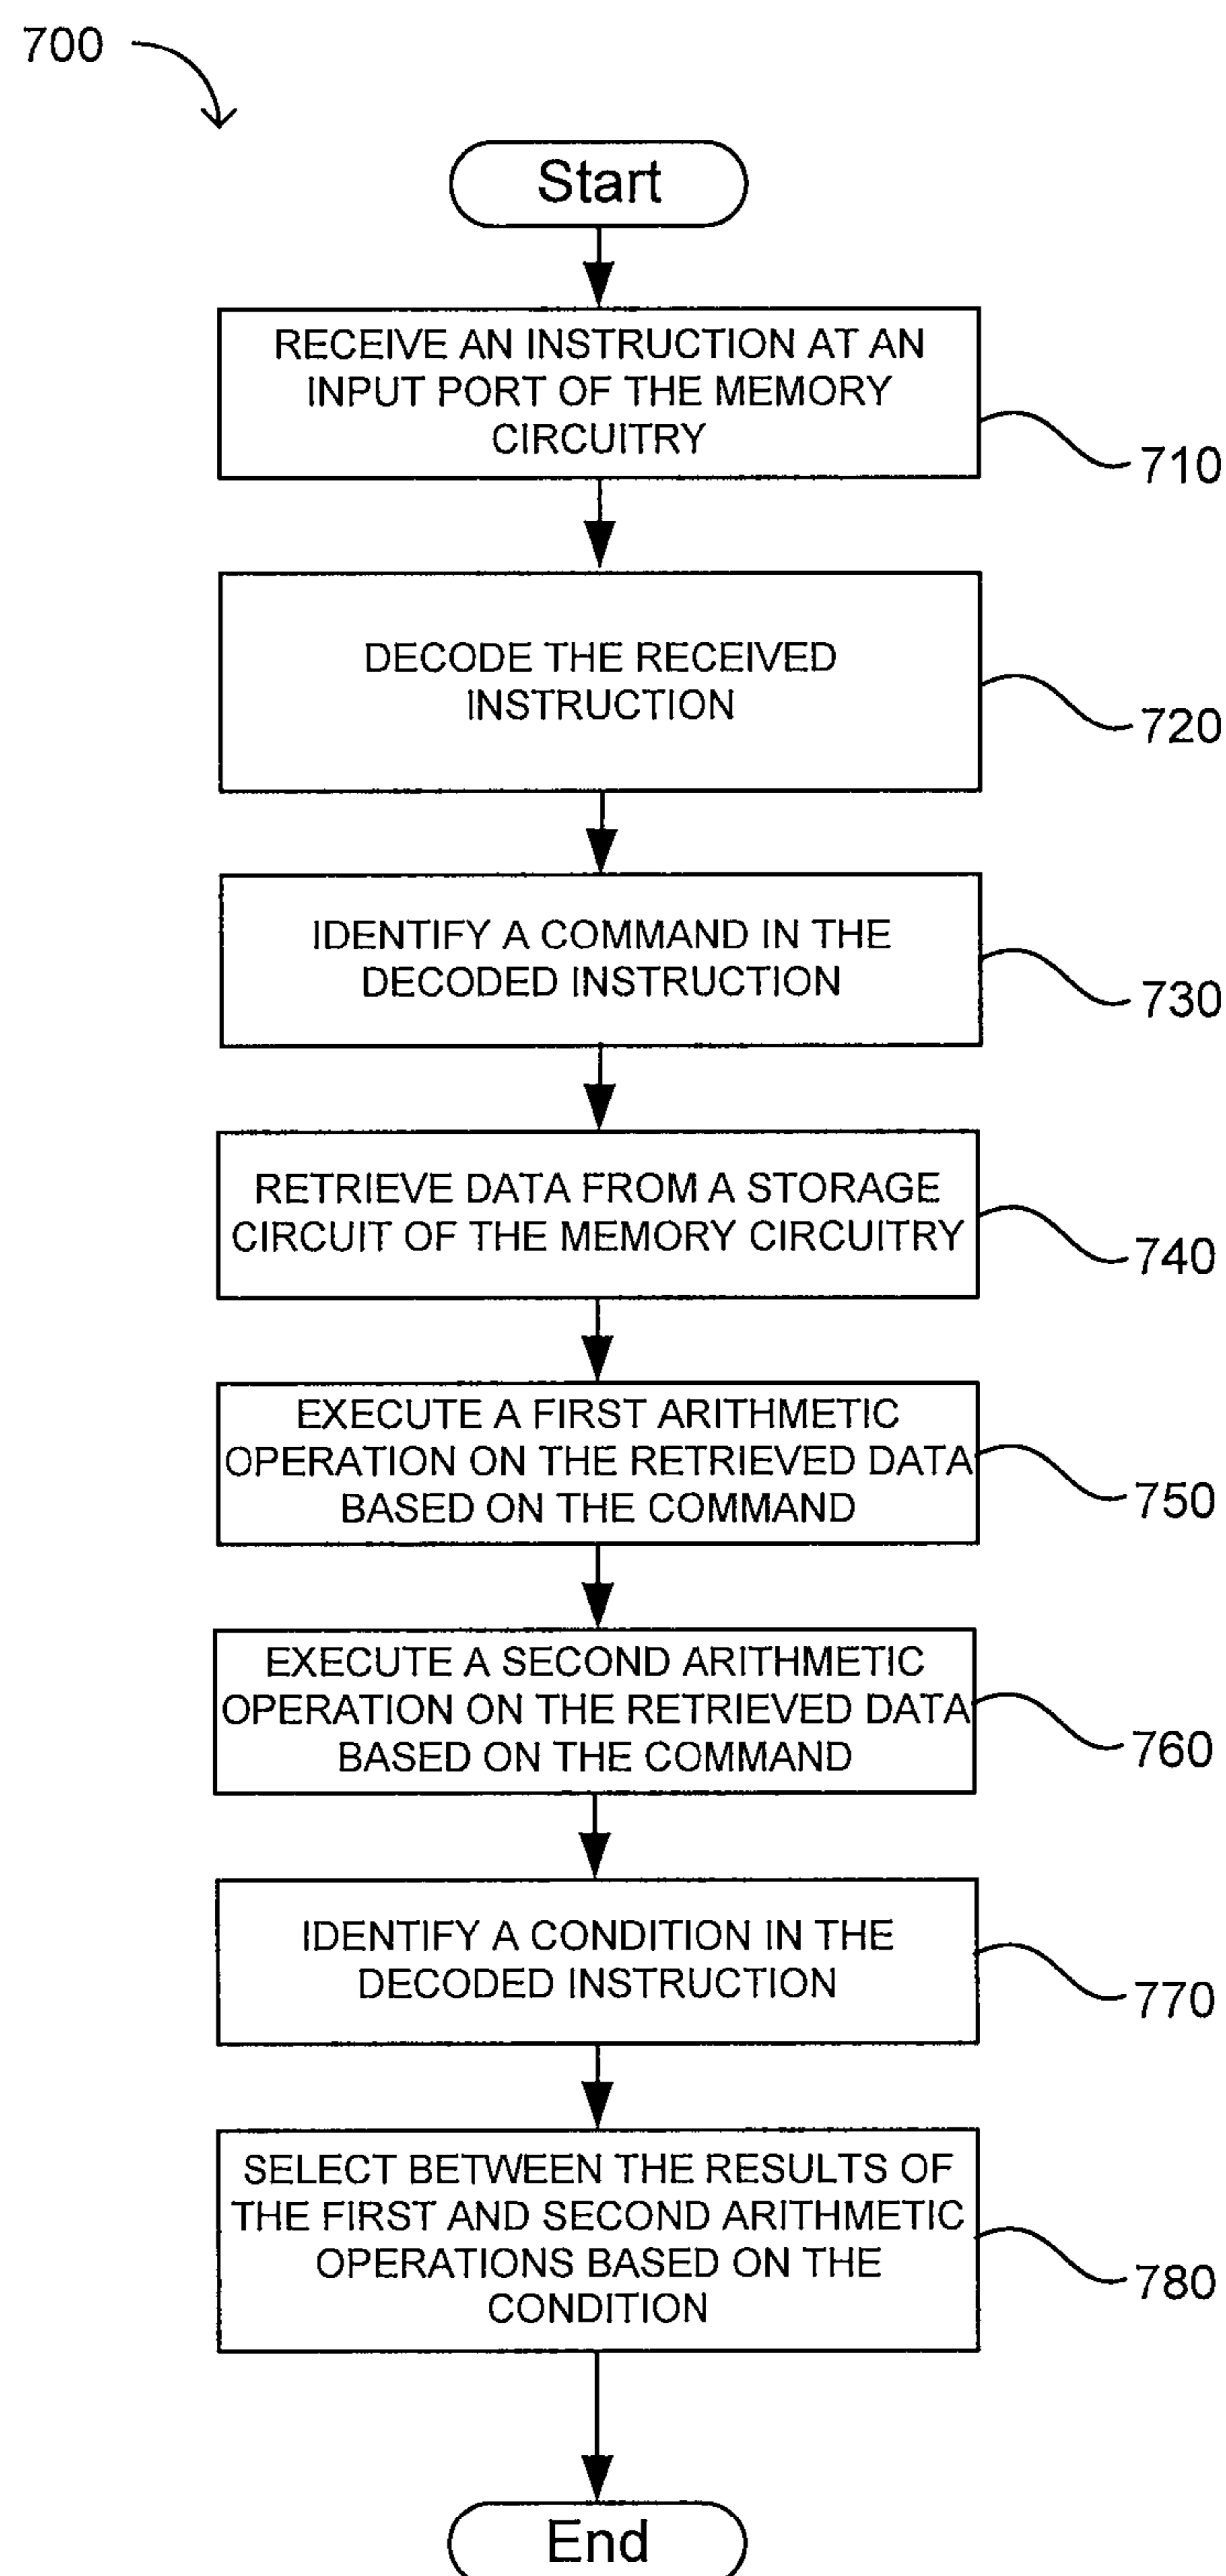 700
Start
RECEIVE AN INSTRUCTION AT AN
INPUT PORT OF THE MEMORY
CIRCUITRY
710
DECODE THE RECEIVED
INSTRUCTION
720
IDENTIFY A COMMAND IN THE
DECODED INSTRUCTION
730
RETRIEVE DATA FROM A STORAGE
CIRCUIT OF THE MEMORY CIRCUITRY
740
EXECUTE A FIRST ARITHMETIC
OPERATION ON THE RETRIEVED DATA
BASED ON THE COMMAND
750
EXECUTE A SECOND ARITHMETIC
OPERATION ON THE RETRIEVED DATA
BASED ON THE COMMAND
760
IDENTIFY A CONDITION IN THE
DECODED INSTRUCTION
770
SELECT BETWEEN THE RESULTS OF
THE FIRST AND SECOND ARITHMETIC
OPERATIONS BASED ON THE
CONDITION
780
End